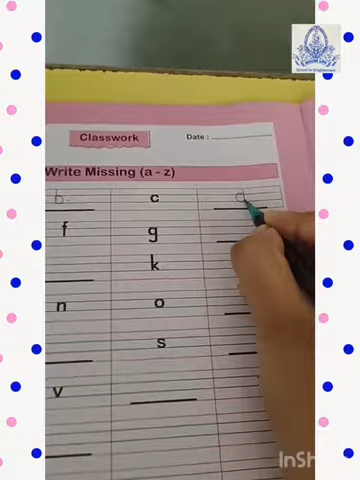 Classwork Date :
Write Missing (a - z)
b c
f g
k
n o
s
v
InSh